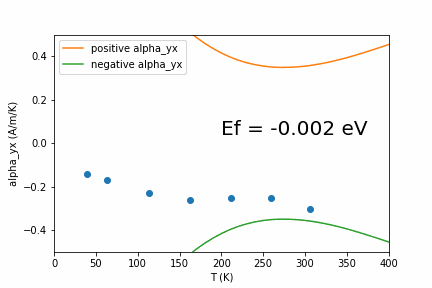 positive alpha_yx
negative alpha_yx
Ef = -0.002 eV
alpha_yx (A/m/K)
0.4
0.2
0.0
−0.2
−0.4
0 50 100 150 200 250 300 350 400
T (K)